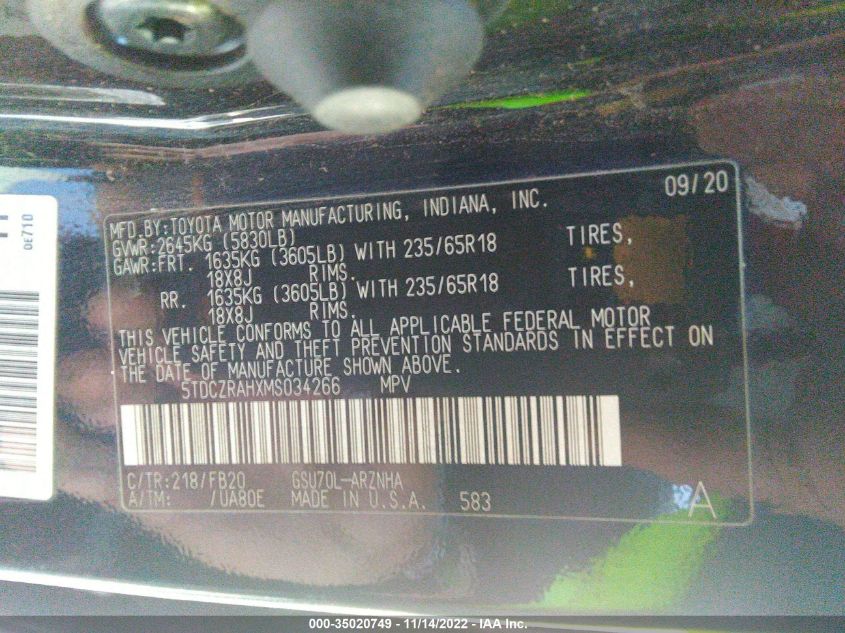 09/20
MFD.BY:TOYOTA MOTOR MANUFACTURING, INDIANA, INC.
GVWR:2645KG (5830LB)
GAWR:FRT. 1635KG (3605LB) WITH 235/65R18 TIRES,
18X8J RIMS.
RR. 1635KG (3605LB) WITH 235/65R18 TIRES,
18X8J RIMS.
THIS VEHICLE CONFORMS TO ALL APPLICABLE FEDERAL MOTOR
VEHICLE SAFETY AND THEFT PREVENTION STANDARDS IN EFFECT ON
THE DATE OF MANUFACTURE SHOWN ABOVE.
5TDCZRAHXMS034266 MPV
C/TR:218/FB20 GSU70L-ARZNHA
A/TM: /UA80E MADE IN U.S.A. 583 A
0E710
000-35020749 - 11/14/2022 - IAA Inc.